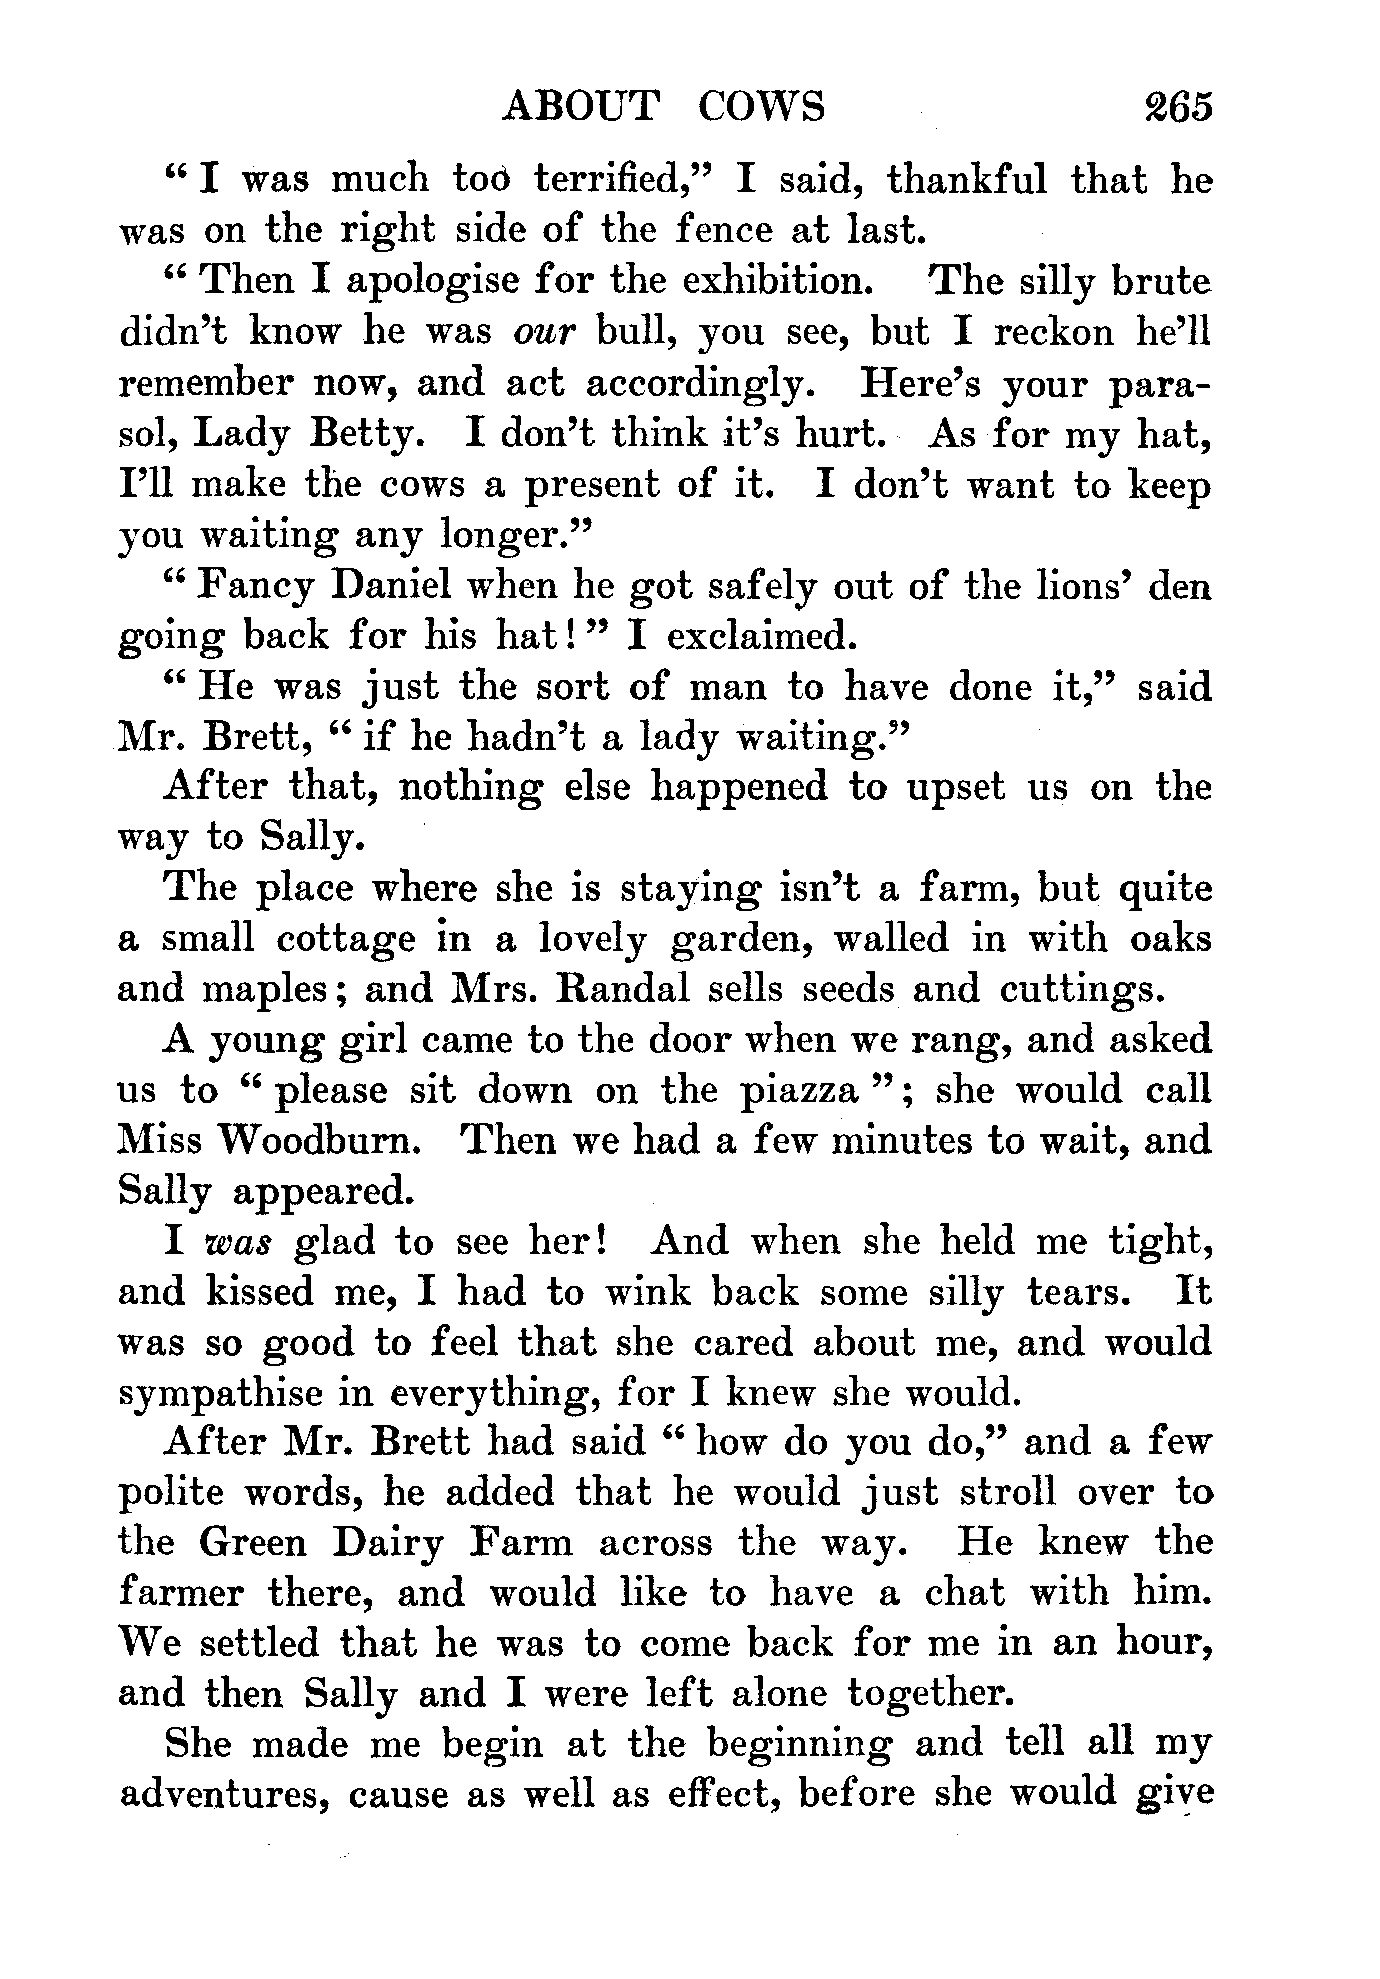 ABOUT COWS 265
“ I was much too terrified,” I said, thankful that he
was on the right side of the fence at last.
“ Then I apologise for the exhibition. The silly brute
didn’t know he was our bull, you see, but I reckon he’ll
remember now, and act accordingly. Here’s your para-
sol, Lady Betty. I don’t think it’s hurt. As for my hat,
I’ll make the cows a present of it. I don’t want to keep
you waiting any longer.”
“ Fancy Daniel when he got safely out of the lions’ den
going back for his hat! ” I exclaimed.
“ He was just the sort of man to have done it,” said
Mr. Brett, “ if he hadn’t a lady waiting.”
After that, nothing else happened to upset us on the
way to Sally.
The place where she is staying isn’t a farm, but quite
a small cottage in a lovely garden, walled in with oaks
and maples; and Mrs. Randal sells seeds and cuttings.
A young girl came to the door when we rang, and asked
us to “ please sit down on the piazza ”; she would call
Miss Woodburn. Then we had a few minutes to wait, and
Sally appeared.
I was glad to see her! And when she held me tight,
and kissed me, I had to wink back some silly tears. It
was so good to feel that she cared about me, and would
sympathise in everything, for I knew she would.
After Mr. Brett had said “ how do you do,” and a few
polite words, he added that he would just stroll over to
the Green Dairy Farm across the way. He knew the
farmer there, and would like to have a chat with him.
We settled that he was to come back for me in an hour,
and then Sally and I were left alone together.
She made me begin at the beginning and tell all my
adventures, cause as well as effect, before she would give